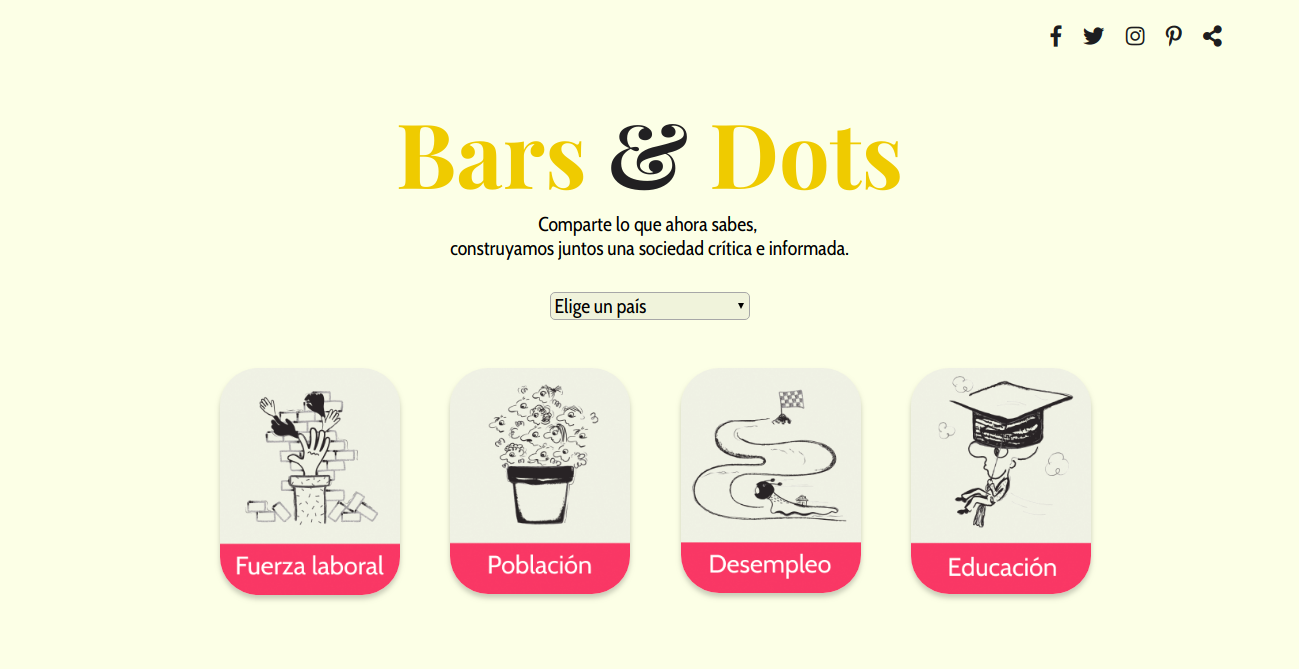 Bars & Dots
Comparte lo que ahora sabes,
construyamos juntos una sociedad crítica e informada.
Elige un país
Fuerza laboral
Población
Desempleo
Educación